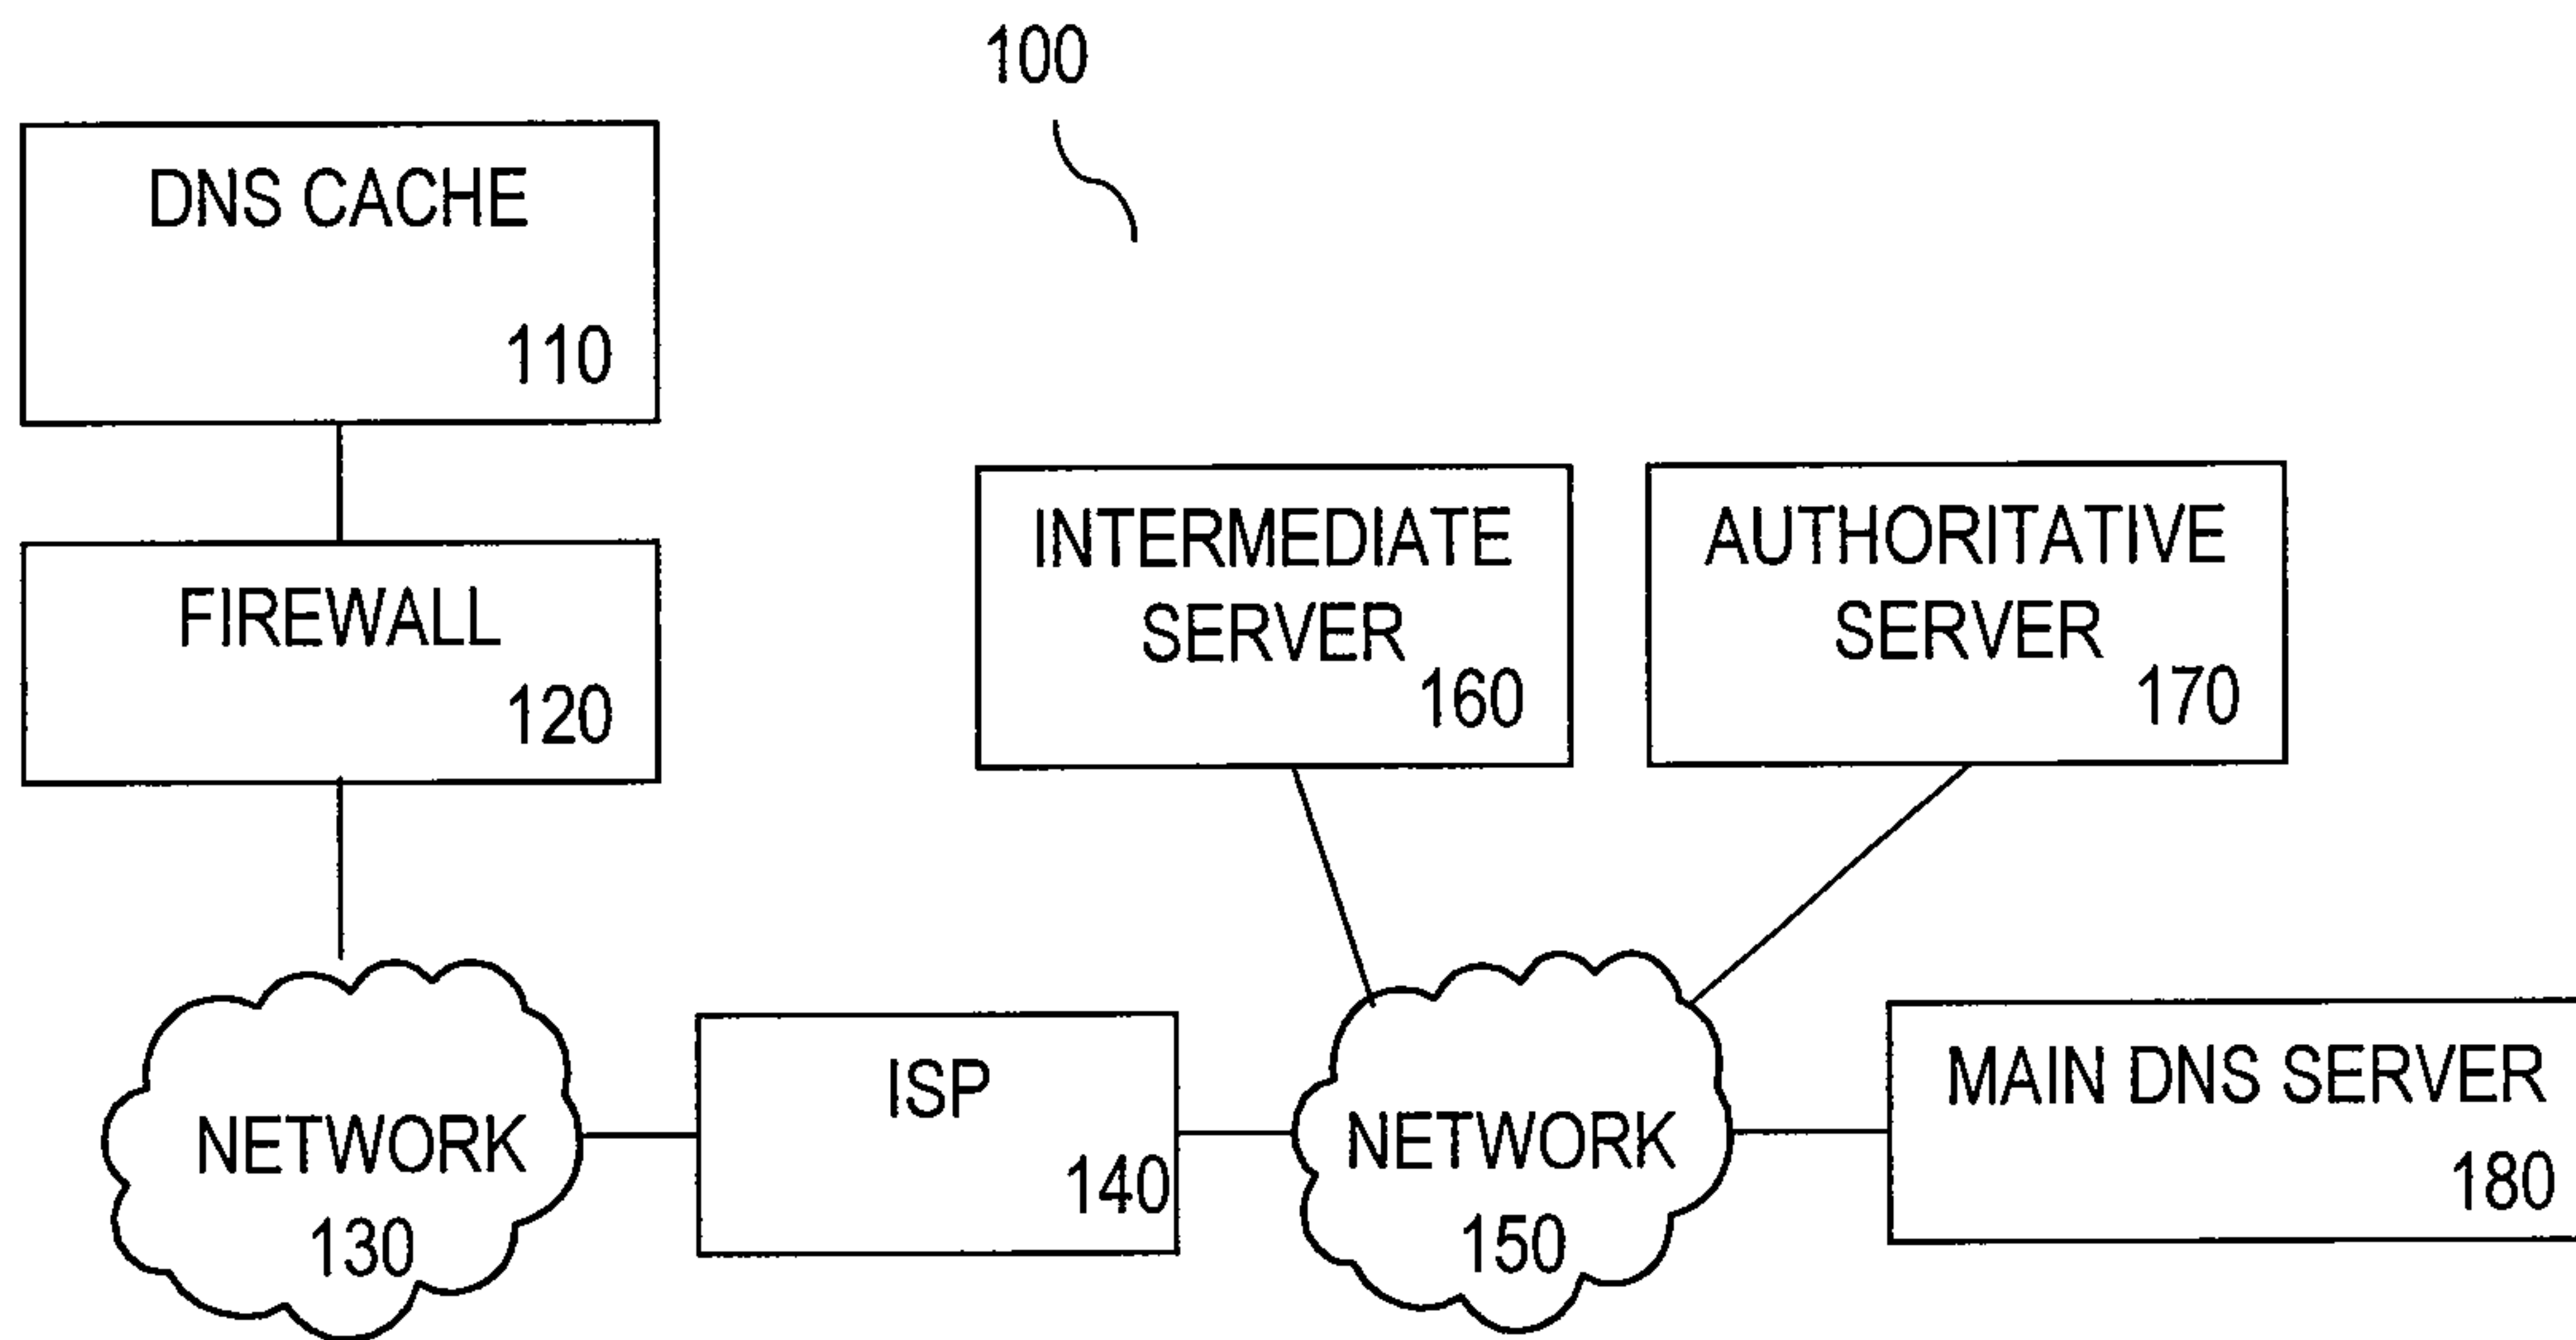 100
DNS CACHE
110
FIREWALL
120
INTERMEDIATE
SERVER
160
AUTHORITATIVE
SERVER
170
NETWORK
130
ISP
140
NETWORK
150
MAIN DNS SERVER
180